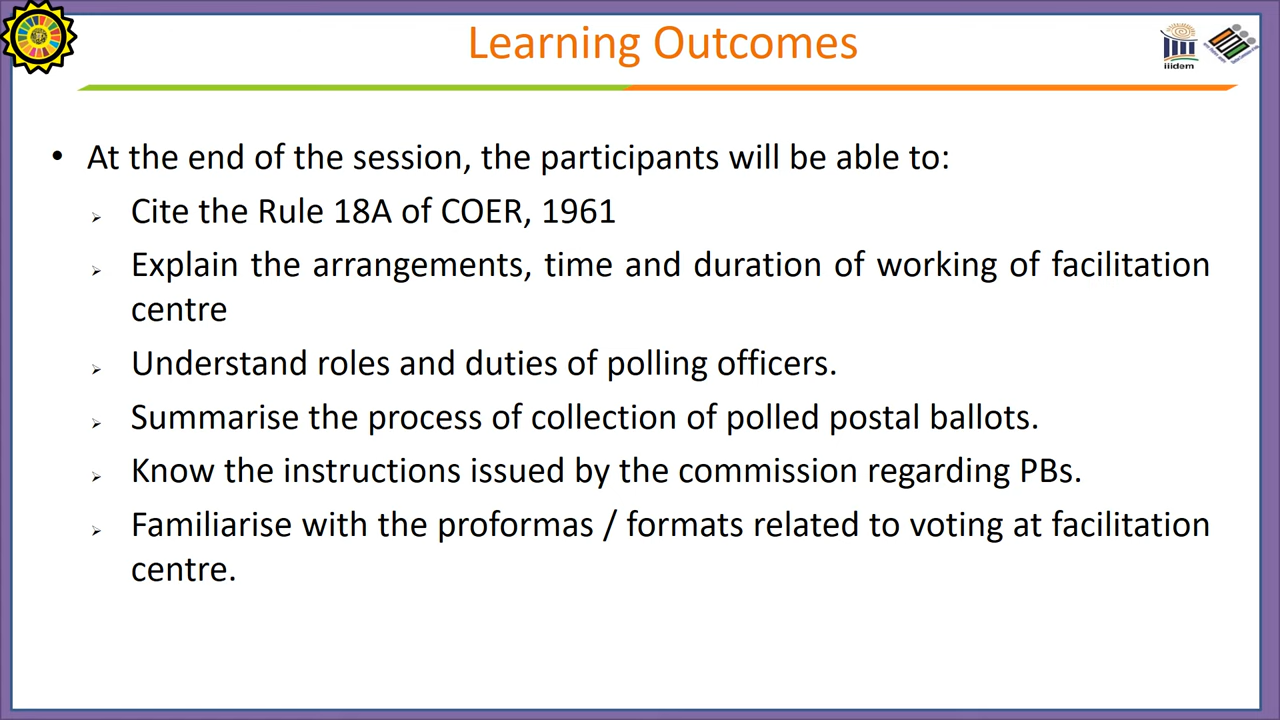 Learning Outcomes
iiidem
• At the end of the session, the participants will be able to:
Cite the Rule 18A of COER, 1961
Explain the arrangements, time and duration of working of facilitation
centre
Understand roles and duties of polling officers.
Summarise the process of collection of polled postal ballots.
Know the instructions issued by the commission regarding PBs.
Familiarise with the proformas / formats related to voting at facilitation
centre.